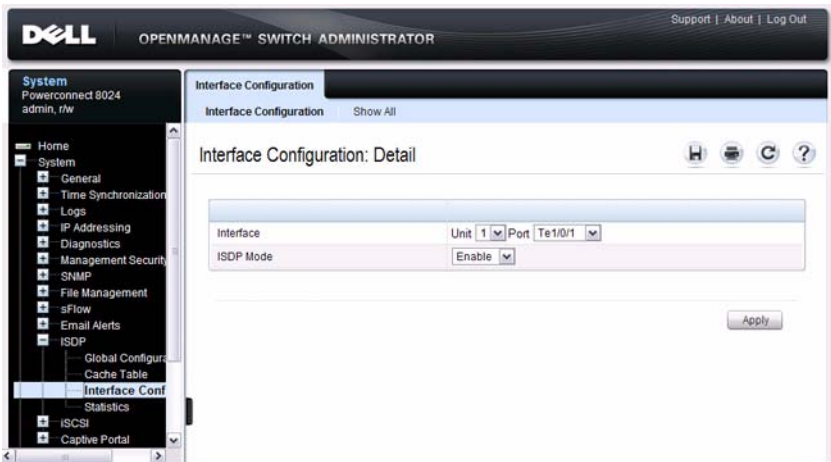 Support | About | Log Out
DELL
OPENMANAGE™ SWITCH ADMINISTRATOR
System
Powerconnect 8024
admin, r/w
Home
System
General
Time Synchronization
Logs
IP Addressing
Diagnostics
Management Security
SNMP
File Management
sFlow
Email Alerts
ISDP
Global Configura
Cache Table
Interface Conf
Statistics
iSCSI
Captive Portal
Interface Configuration
Interface Configuration Show All
Interface Configuration: Detail
?
Interface Unit 1 Port Te1/0/1
ISDP Mode Enable
Apply